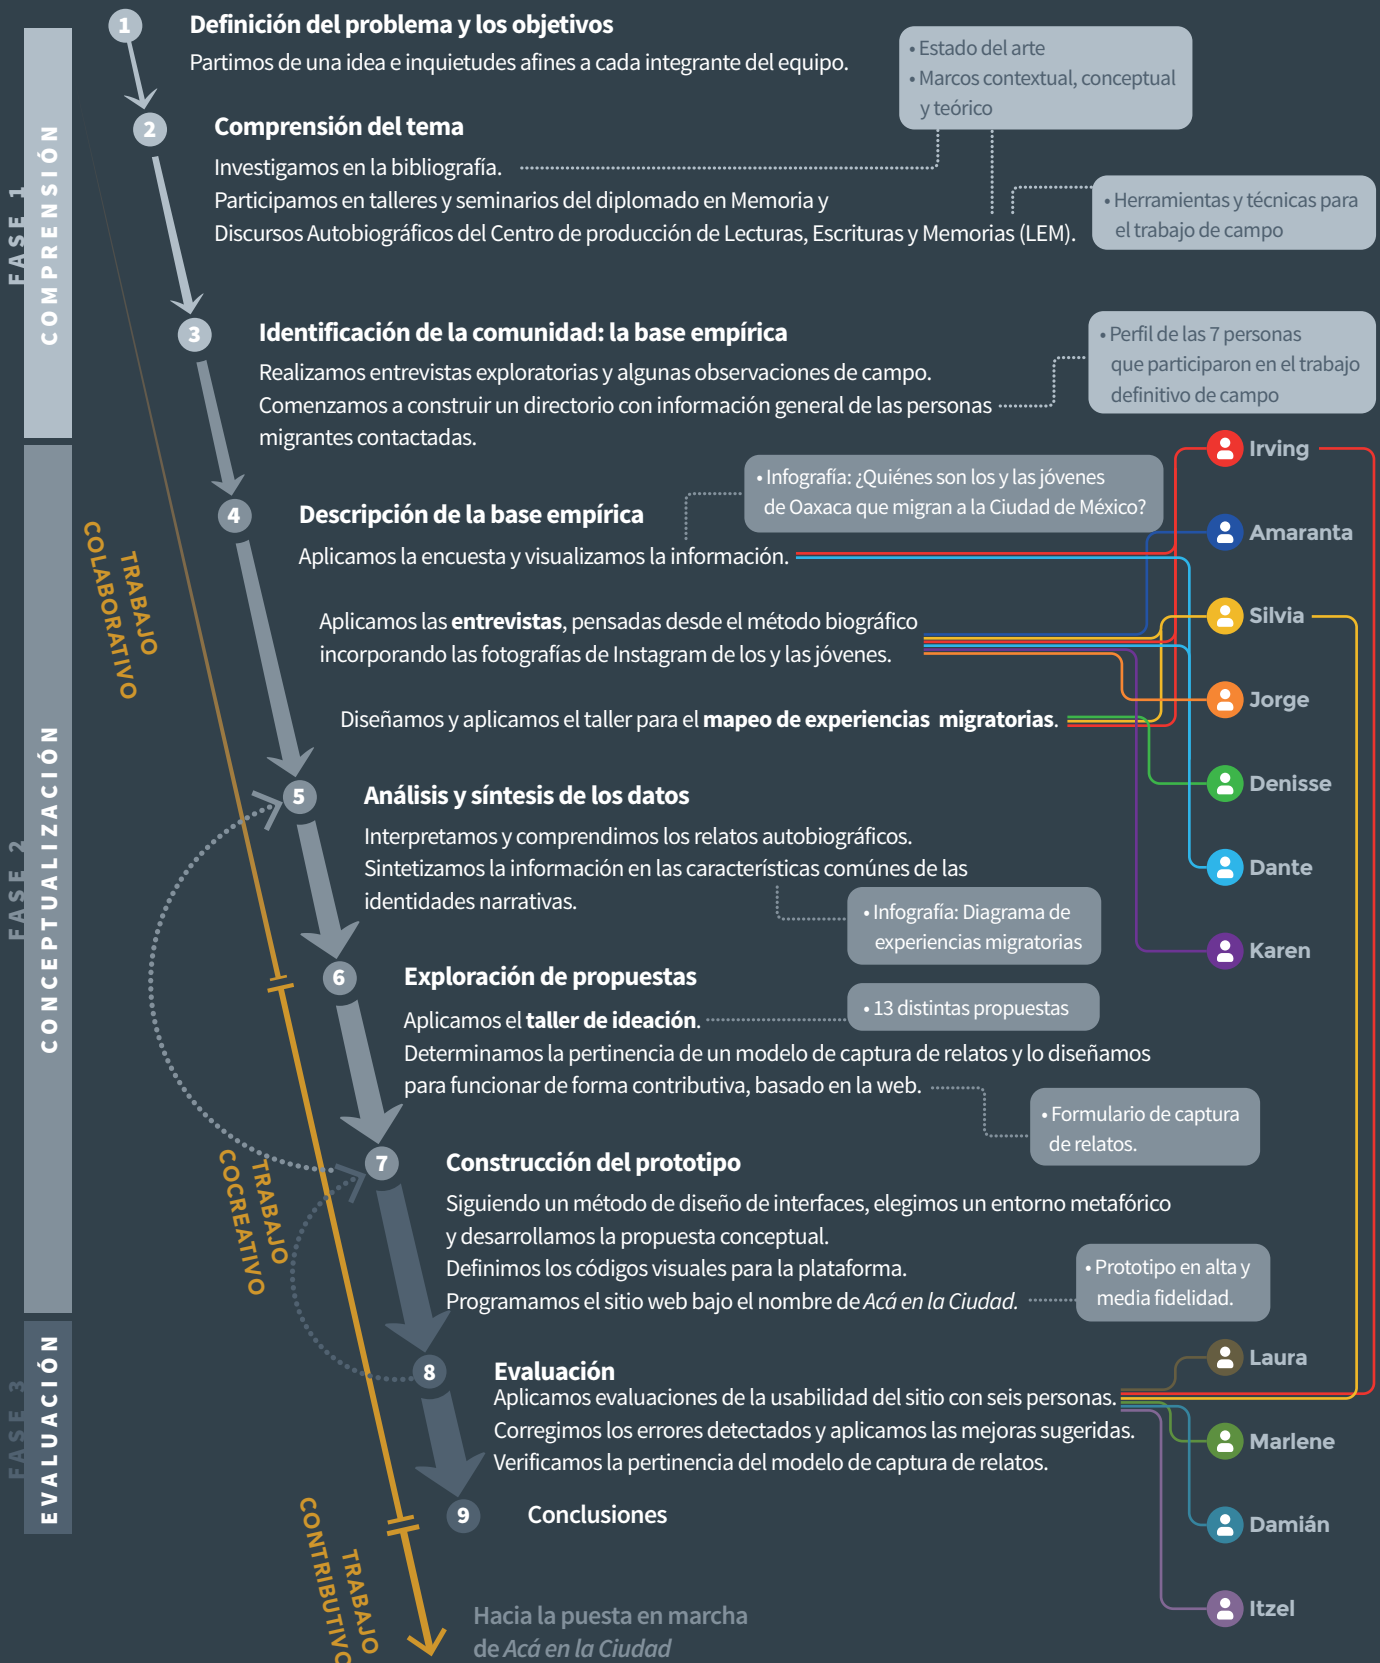 FASE 1
COMPRENSIÓN
1
Definición del problema y los objetivos
Partimos de una idea e inquietudes afines a cada integrante del equipo.
• Estado del arte
• Marcos contextual, conceptual
y teórico
2
Comprensión del tema
Investigamos en la bibliografía.
Participamos en talleres y seminarios del diplomado en Memoria y
Discursos Autobiográficos del Centro de producción de Lecturas, Escrituras y Memorias (LEM).
• Herramientas y técnicas para
el trabajo de campo
3
Identificación de la comunidad: la base empírica
Realizamos entrevistas exploratorias y algunas observaciones de campo.
Comenzamos a construir un directorio con información general de las personas
migrantes contactadas.
• Perfil de las 7 personas
que participaron en el trabajo
definitivo de campo
FASE 2
CONCEPTUALIZACIÓN
TRABAJO
COLABORATIVO
4
Descripción de la base empírica
Aplicamos la encuesta y visualizamos la información.
• Infografía: ¿Quiénes son los y las jóvenes
de Oaxaca que migran a la Ciudad de México?
Aplicamos las entrevistas, pensadas desde el método biográfico
incorporando las fotografías de Instagram de los y las jóvenes.
Diseñamos y aplicamos el taller para el mapeo de experiencias migratorias.
Irving
Amaranta
Silvia
Jorge
Denisse
Dante
Karen
5
Análisis y síntesis de los datos
Interpretamos y comprendimos los relatos autobiográficos.
Sintetizamos la información en las características comúnes de las
identidades narrativas.
• Infografía: Diagrama de
experiencias migratorias
6
Exploración de propuestas
Aplicamos el taller de ideación.
• 13 distintas propuestas
Determinamos la pertinencia de un modelo de captura de relatos y lo diseñamos
para funcionar de forma contributiva, basado en la web.
• Formulario de captura
de relatos.
TRABAJO
COCREATIVO
7
Construcción del prototipo
Siguiendo un método de diseño de interfaces, elegimos un entorno metafórico
y desarrollamos la propuesta conceptual.
Definimos los códigos visuales para la plataforma.
Programamos el sitio web bajo el nombre de Acá en la Ciudad.
• Prototipo en alta y
media fidelidad.
FASE 3
EVALUACIÓN
8
Evaluación
Aplicamos evaluaciones de la usabilidad del sitio con seis personas.
Corregimos los errores detectados y aplicamos las mejoras sugeridas.
Verificamos la pertinencia del modelo de captura de relatos.
Laura
Marlene
Damián
Itzel
9
Conclusiones
TRABAJO
CONTRIBUTIVO
Hacia la puesta en marcha
de Acá en la Ciudad